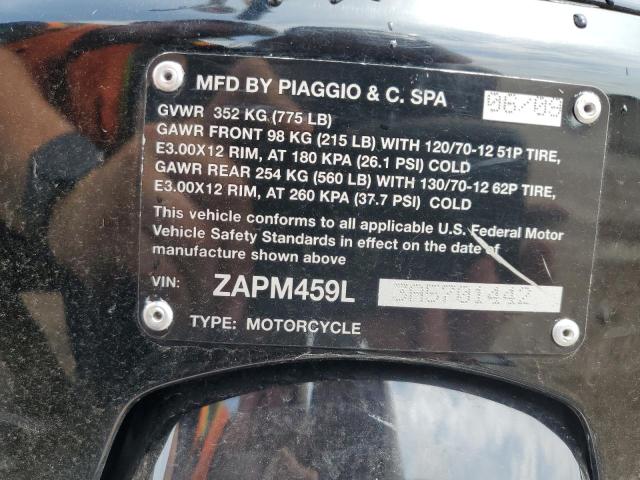 MFD BY PIAGGIO & C. SPA 06/09
GVWR 352 KG (775 LB)
GAWR FRONT 98 KG (215 LB) WITH 120/70-12 51P TIRE,
E3.00X12 RIM, AT 180 KPA (26.1 PSI) COLD
GAWR REAR 254 KG (560 LB) WITH 130/70-12 62P TIRE,
E3.00X12 RIM, AT 260 KPA (37.7 PSI) COLD
This vehicle conforms to all applicable U.S. Federal Motor
Vehicle Safety Standards in effect on the date of
manufacture shown above
VIN: ZAPM459L 3A5701442
TYPE: MOTORCYCLE